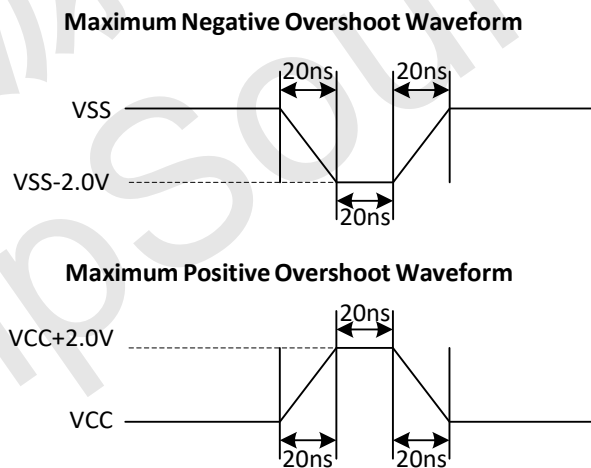 Maximum Negative Overshoot Waveform
20ns 20ns
VSS
VSS-2.0V
20ns
Maximum Positive Overshoot Waveform
20ns
VCC+2.0V
VCC
20ns 20ns